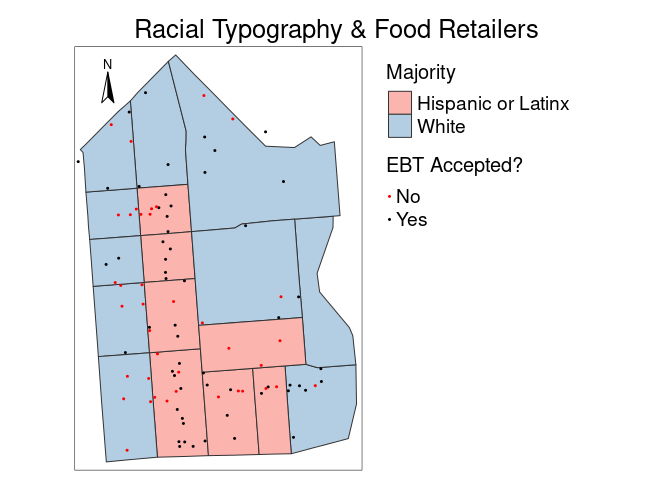 Racial Typography & Food Retailers
N
Majority
Hispanic or Latinx
White
EBT Accepted?
No
Yes